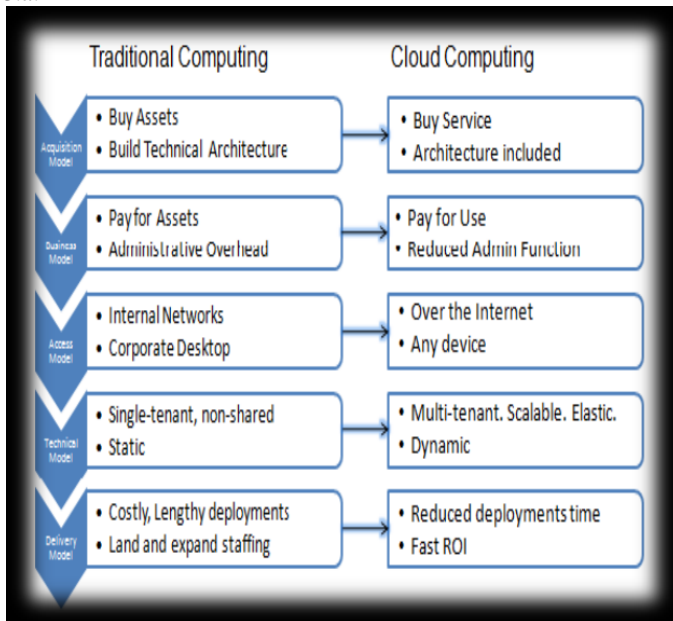 Traditional Computing
Cloud Computing
Acquisition
Model
• Buy Assets
• Build Technical Architecture
• Buy Service
• Architecture included
Business
Model
• Pay for Assets
• Administrative Overhead
• Pay for Use
• Reduced Admin Function
Access
Model
• Internal Networks
• Corporate Desktop
• Over the Internet
• Any device
Technical
Model
• Single-tenant, non-shared
• Static
• Multi-tenant. Scalable. Elastic.
• Dynamic
Delivery
Model
• Costly, Lengthy deployments
• Land and expand staffing
• Reduced deployments time
• Fast ROI